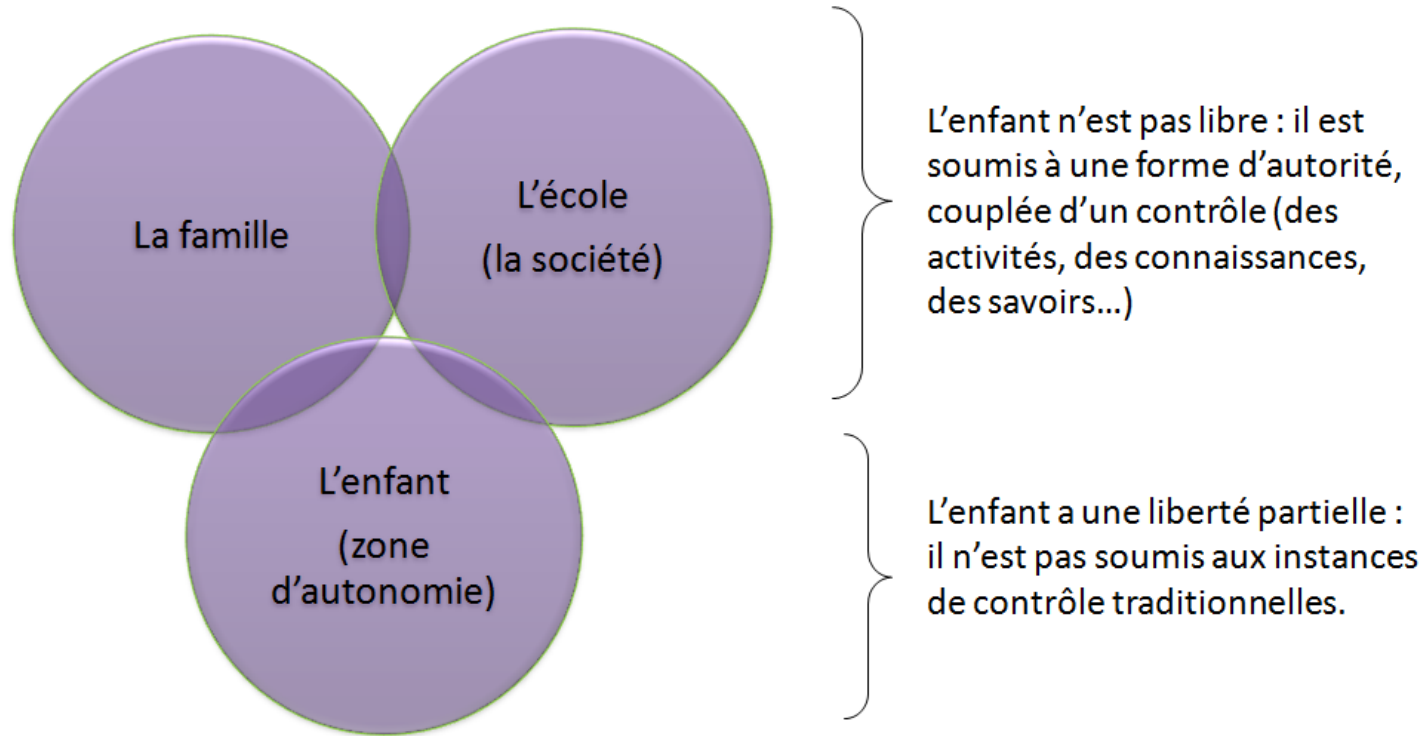 La famille
L’école
(la société)
L’enfant
(zone
d’autonomie)
L’enfant n’est pas libre : il est
soumis à une forme d’autorité,
couplée d’un contrôle (des
activités, des connaissances,
des savoirs…)
L’enfant a une liberté partielle :
il n’est pas soumis aux instances
de contrôle traditionnelles.